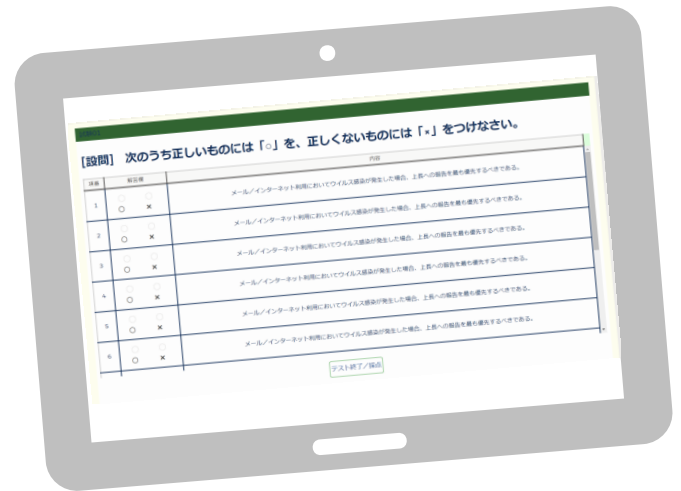 [設問] 次のうち正しいものには「○」を、正しくないものには「×」をつけなさい。
項番 解答欄 内容
1 ○ × メール／インターネット利用においてウイルス感染が発生した場合、上長への報告を最も優先するべきである。
2 ○ × メール／インターネット利用においてウイルス感染が発生した場合、上長への報告を最も優先するべきである。
3 ○ × メール／インターネット利用においてウイルス感染が発生した場合、上長への報告を最も優先するべきである。
4 ○ × メール／インターネット利用においてウイルス感染が発生した場合、上長への報告を最も優先するべきである。
5 ○ × メール／インターネット利用においてウイルス感染が発生した場合、上長への報告を最も優先するべきである。
6 ○ × メール／インターネット利用においてウイルス感染が発生した場合、上長への報告を最も優先するべきである。
テスト終了／採点